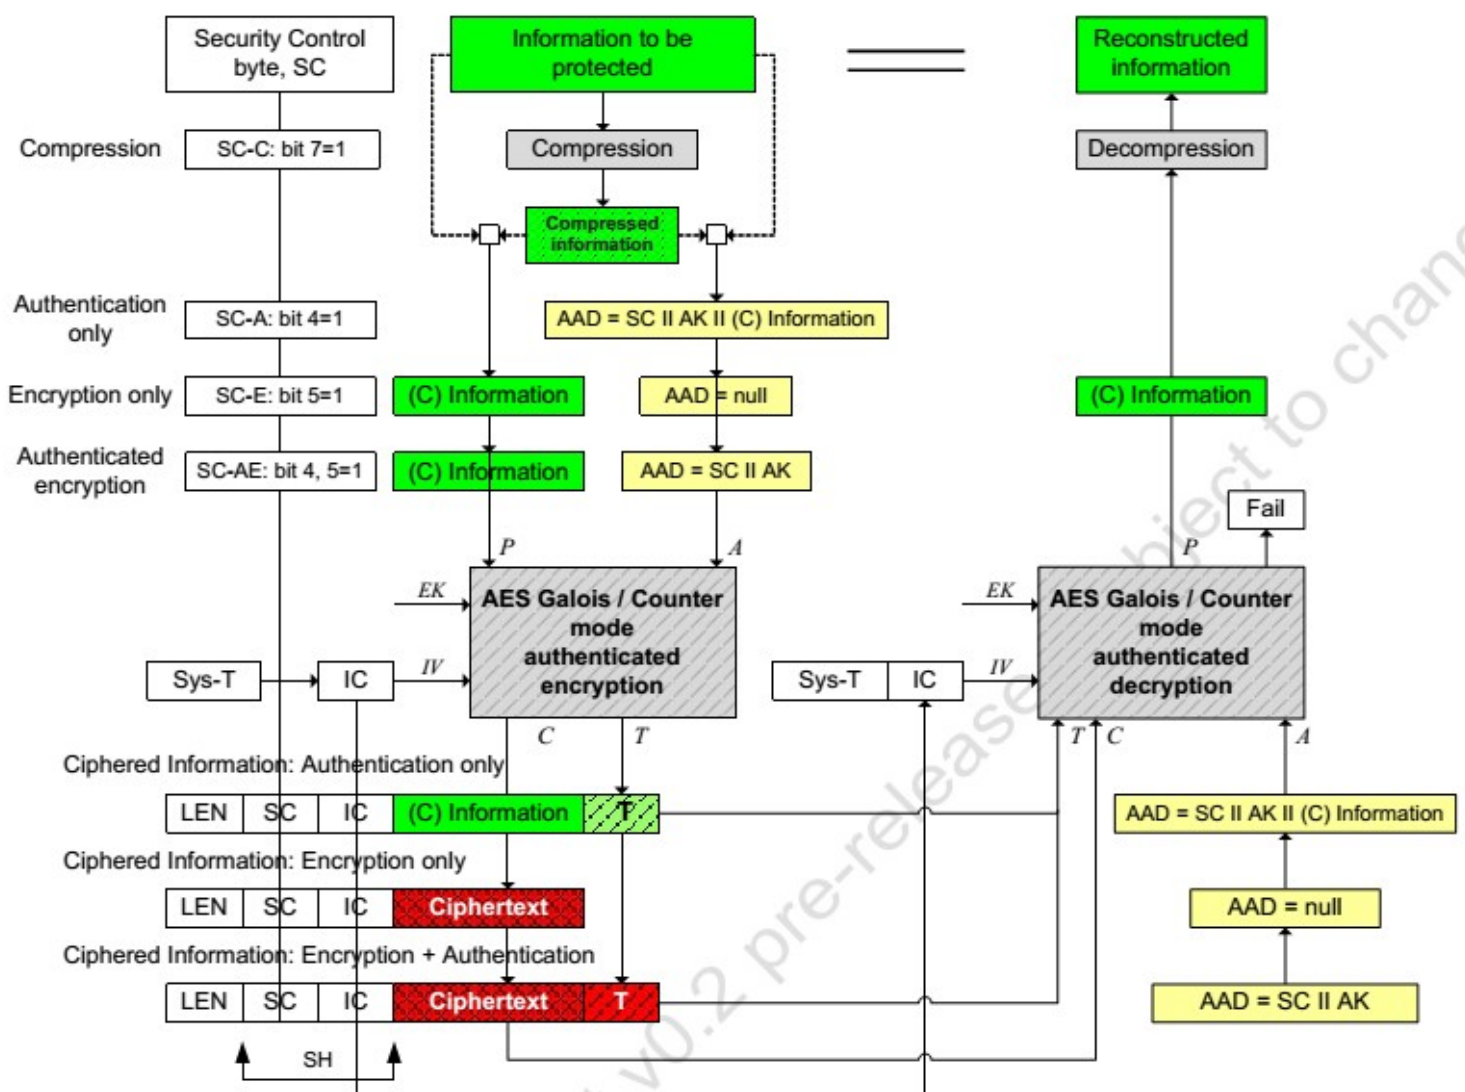 Security Control
byte, SC
Information to be
protected
Reconstructed
information
Compression
SC-C: bit 7=1
Compression
Decompression
Compressed
information
Authentication
only
SC-A: bit 4=1
AAD = SC II AK II (C) Information
Encryption only
SC-E: bit 5=1
(C) Information
AAD = null
(C) Information
Authenticated
encryption
SC-AE: bit 4, 5=1
(C) Information
AAD = SC II AK
Fail
P
A
P
EK
AES Galois / Counter
mode
authenticated
encryption
EK
AES Galois / Counter
mode
authenticated
decryption
Sys-T
IC
IV
Sys-T
IC
IV
C
T
T
C
A
Ciphered Information: Authentication only
LEN
SC
IC
(C) Information
T
AAD = SC II AK II (C) Information
Ciphered Information: Encryption only
LEN
SC
IC
Ciphertext
AAD = null
Ciphered Information: Encryption + Authentication
LEN
SC
IC
Ciphertext
T
AAD = SC II AK
SH
v0.2 pre-release
to